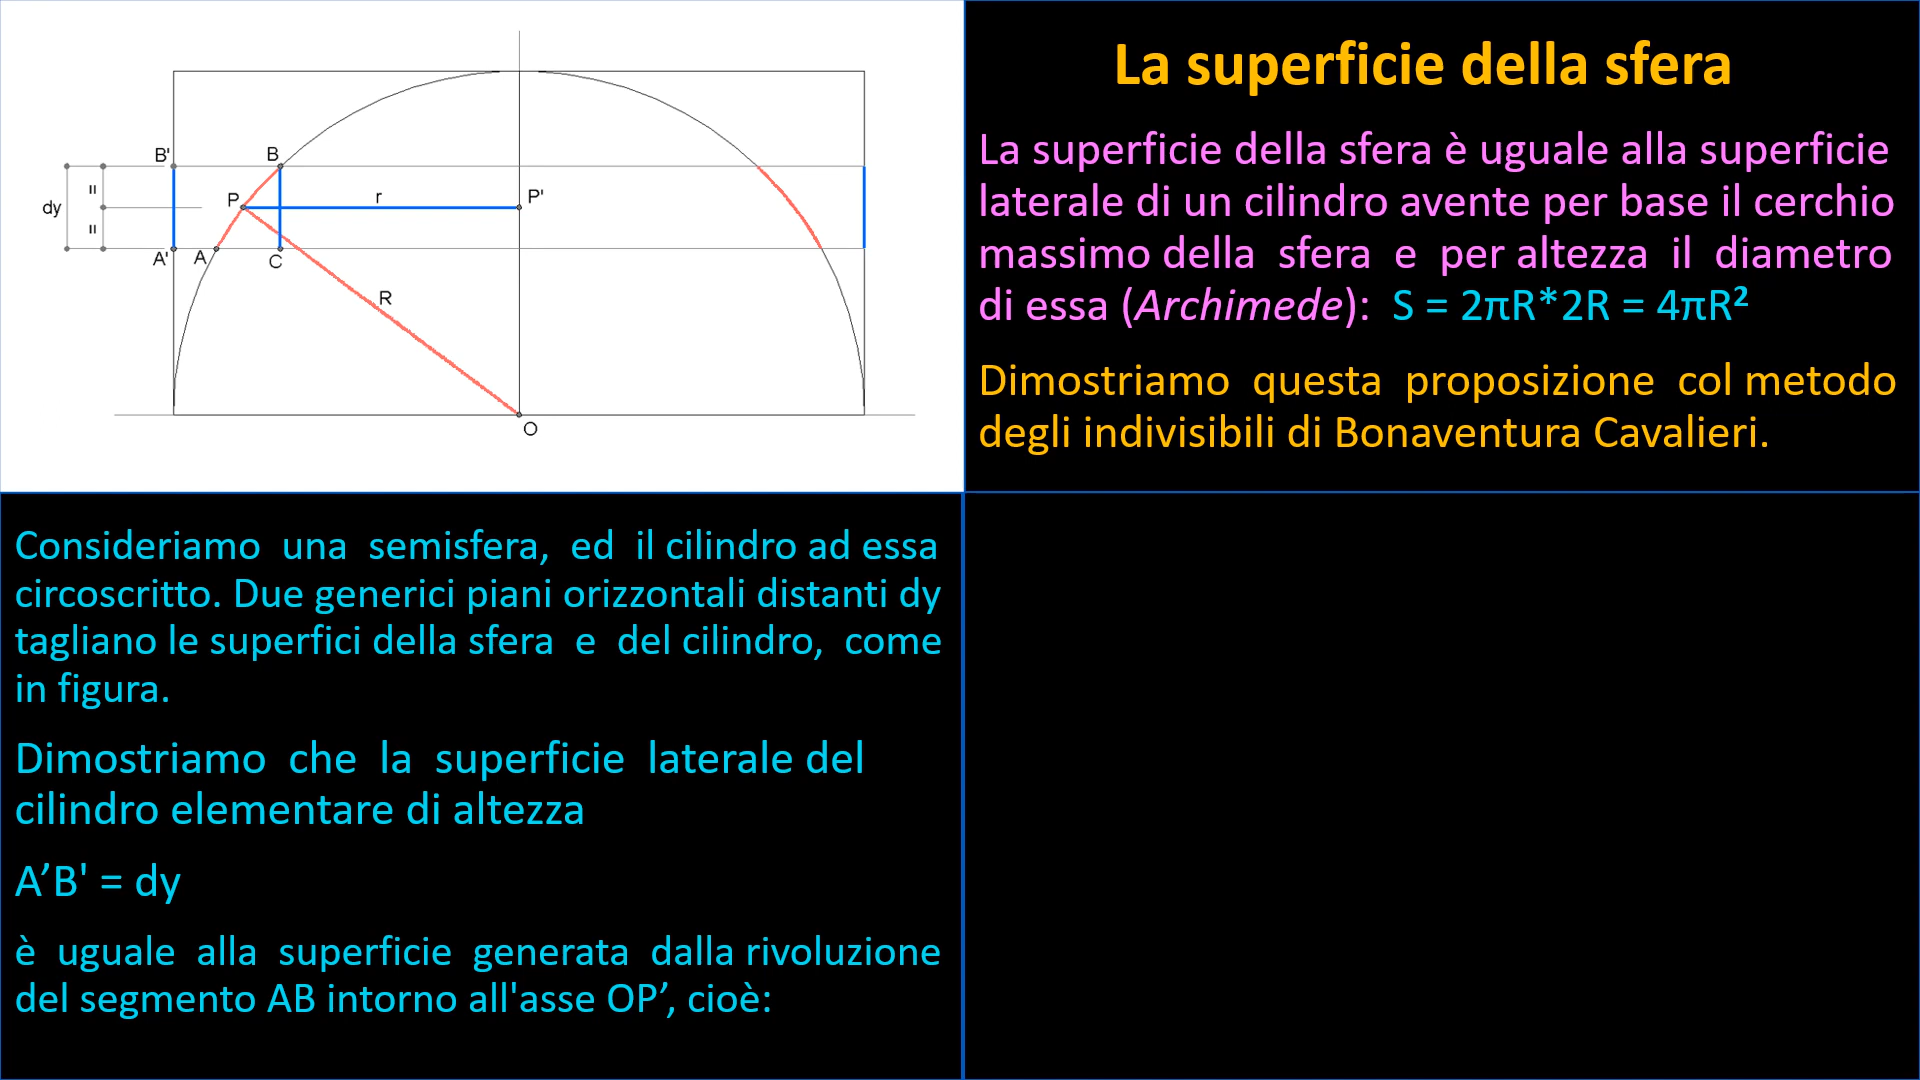 B'
B
P
r
P'
dy
=
=
A'
A
C
R
O
La superficie della sfera
La superficie della sfera è uguale alla superficie
laterale di un cilindro avente per base il cerchio
massimo della sfera e per altezza il diametro
di essa (Archimede): S = 2πR*2R = 4πR²
Dimostriamo questa proposizione col metodo
degli indivisibili di Bonaventura Cavalieri.
Consideriamo una semisfera, ed il cilindro ad essa
circoscritto. Due generici piani orizzontali distanti dy
tagliano le superfici della sfera e del cilindro, come
in figura.
Dimostriamo che la superficie laterale del
cilindro elementare di altezza
A’B' = dy
è uguale alla superficie generata dalla rivoluzione
del segmento AB intorno all'asse OP’, cioè: